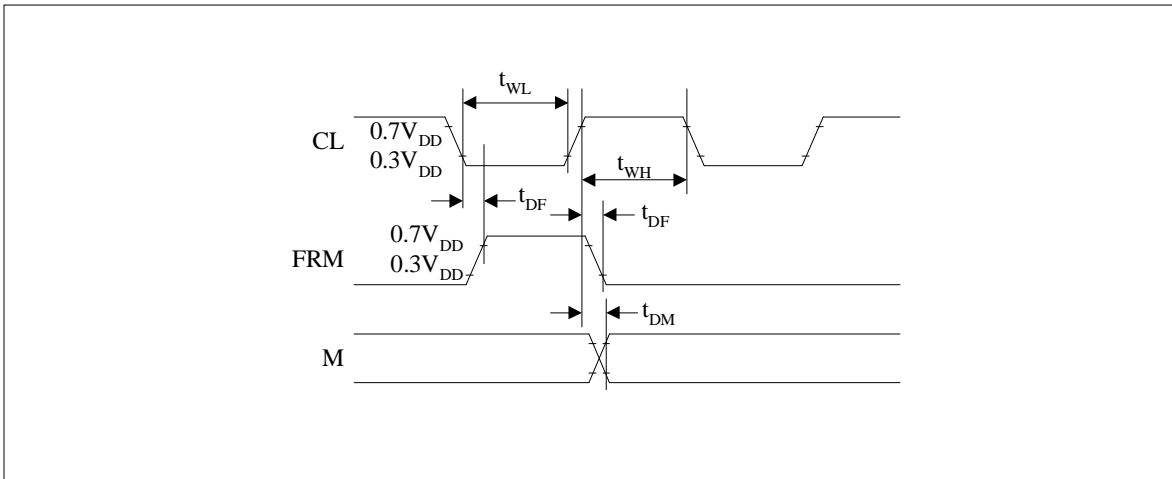 t_WL
CL
0.7V_DD
0.3V_DD
t_WH
t_DF
t_DF
0.7V_DD
FRM
0.3V_DD
t_DM
M